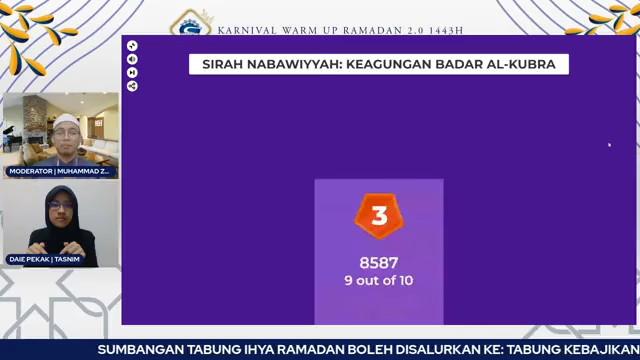 KARNIVAL WARM UP RAMADAN 2.0 1443H
SIRAH NABAWIYYAH: KEAGUNGAN BADAR AL-KUBRA
MODERATOR | MUHAMMAD Z...
DAIE PEKAK | TASNIM
3
8587
9 out of 10
SUMBANGAN TABUNG IHYA RAMADAN BOLEH DISALURKAN KE: TABUNG KEBAJIKAN